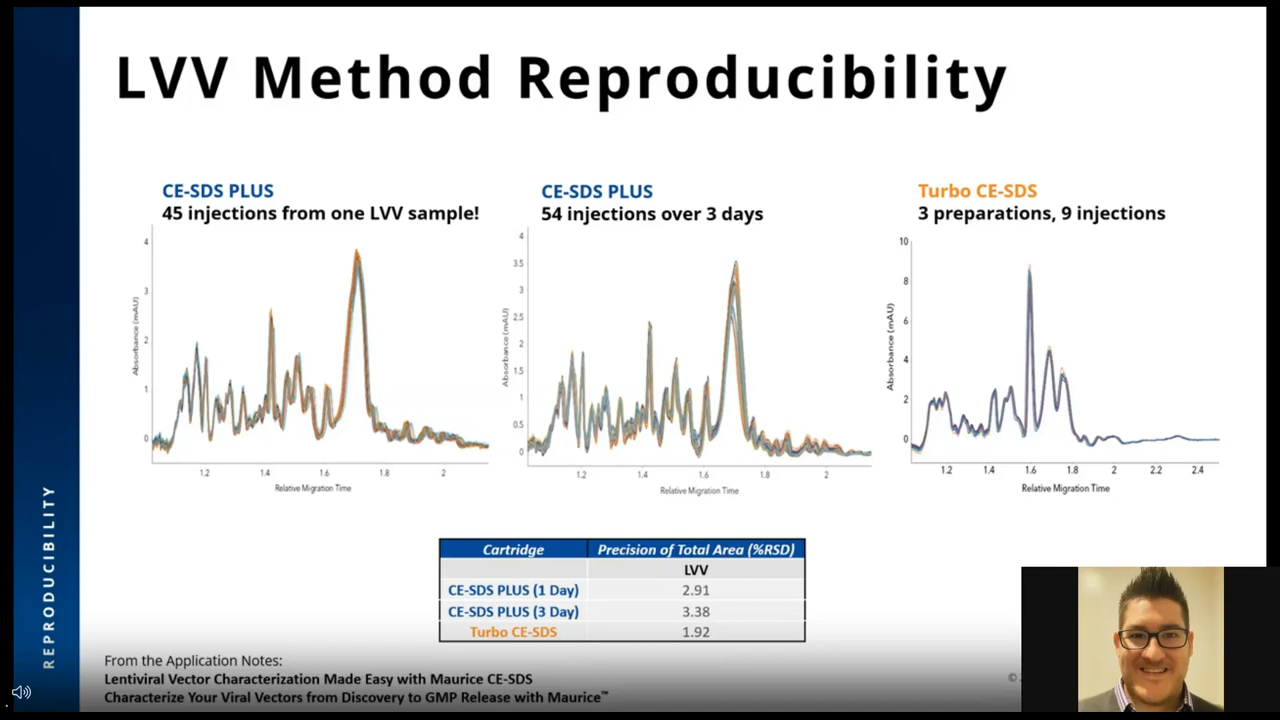 LVV Method Reproducibility
CE-SDS PLUS
45 injections from one LVV sample!
4
3
2
1
0
Absorbance (mAU)
1.2 1.4 1.6 1.8 2
Relative Migration Time
CE-SDS PLUS
54 injections over 3 days
4
3.5
3
2.5
2
1.5
1
0.5
0
Absorbance (mAU)
1.2 1.4 1.6 1.8 2
Relative Migration Time
Turbo CE-SDS
3 preparations, 9 injections
10
8
6
4
2
0
Absorbance (mAU)
1.2 1.4 1.6 1.8 2 2.2 2.4
Relative Migration Time
Cartridge Precision of Total Area (%RSD)
LVV
CE-SDS PLUS (1 Day) 2.91
CE-SDS PLUS (3 Day) 3.38
Turbo CE-SDS 1.92
REPRODUCIBILITY
From the Application Notes:
Lentiviral Vector Characterization Made Easy with Maurice CE-SDS
Characterize Your Viral Vectors from Discovery to GMP Release with Maurice™